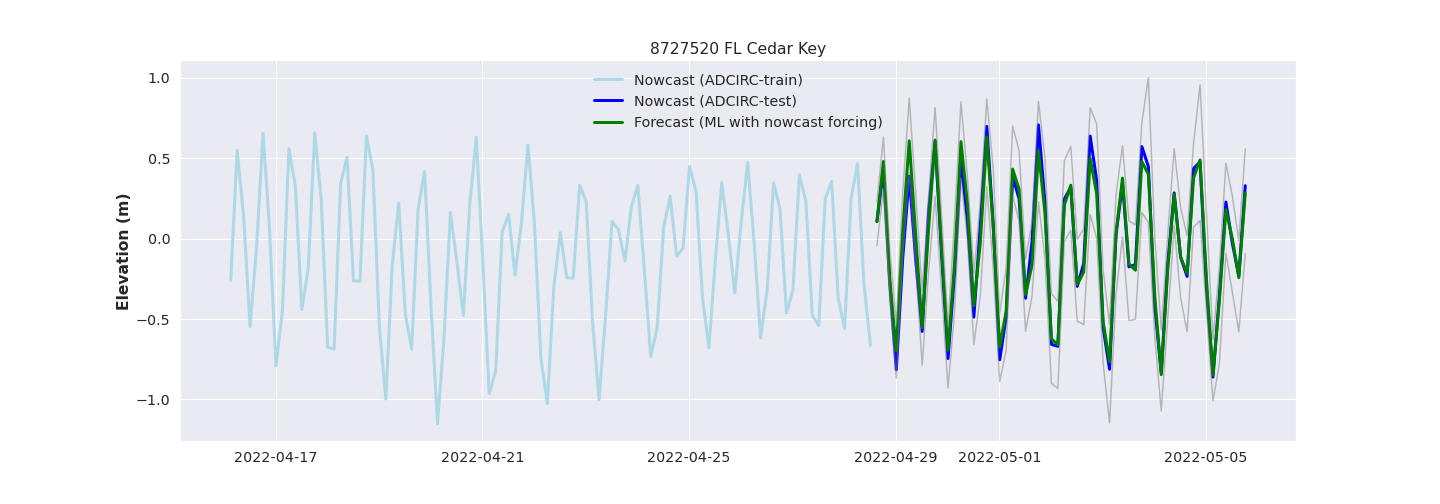 8727520 FL Cedar Key
Nowcast (ADCIRC-train)
Nowcast (ADCIRC-test)
Forecast (ML with nowcast forcing)
Elevation (m)
1.0
0.5
0.0
−0.5
−1.0
2022-04-17
2022-04-21
2022-04-25
2022-04-29
2022-05-01
2022-05-05